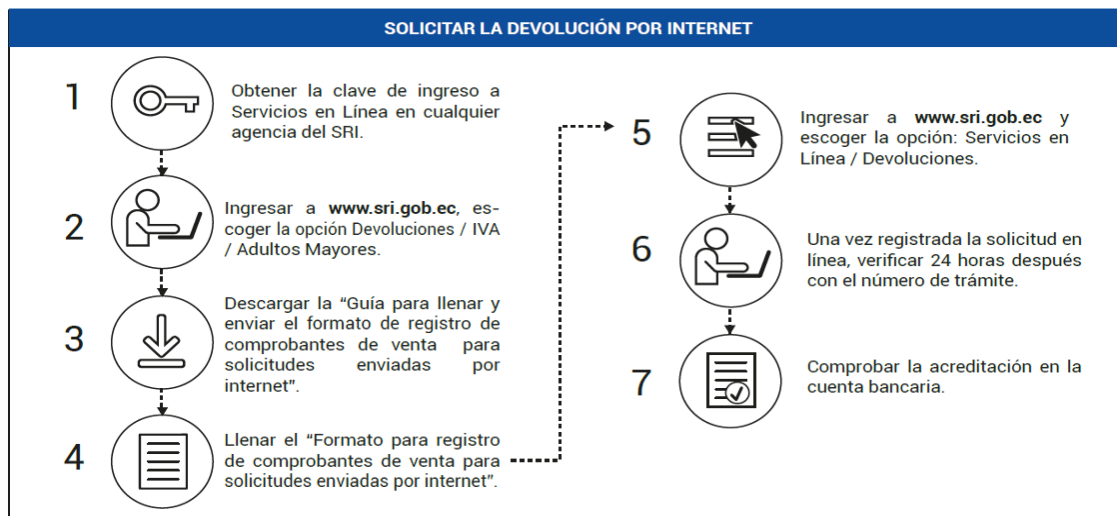 SOLICITAR LA DEVOLUCIÓN POR INTERNET
1
Obtener la clave de ingreso a
Servicios en Línea en cualquier
agencia del SRI.
2
Ingresar a www.sri.gob.ec, es-
coger la opción Devoluciones / IVA
/ Adultos Mayores.
3
Descargar la “Guía para llenar y
enviar el formato de registro de
comprobantes de venta para
solicitudes enviadas por
internet”.
4
Llenar el “Formato para registro
de comprobantes de venta para
solicitudes enviadas por internet”.
5
Ingresar a www.sri.gob.ec y
escoger la opción: Servicios en
Línea / Devoluciones.
6
Una vez registrada la solicitud en
línea, verificar 24 horas después
con el número de trámite.
7
Comprobar la acreditación en la
cuenta bancaria.